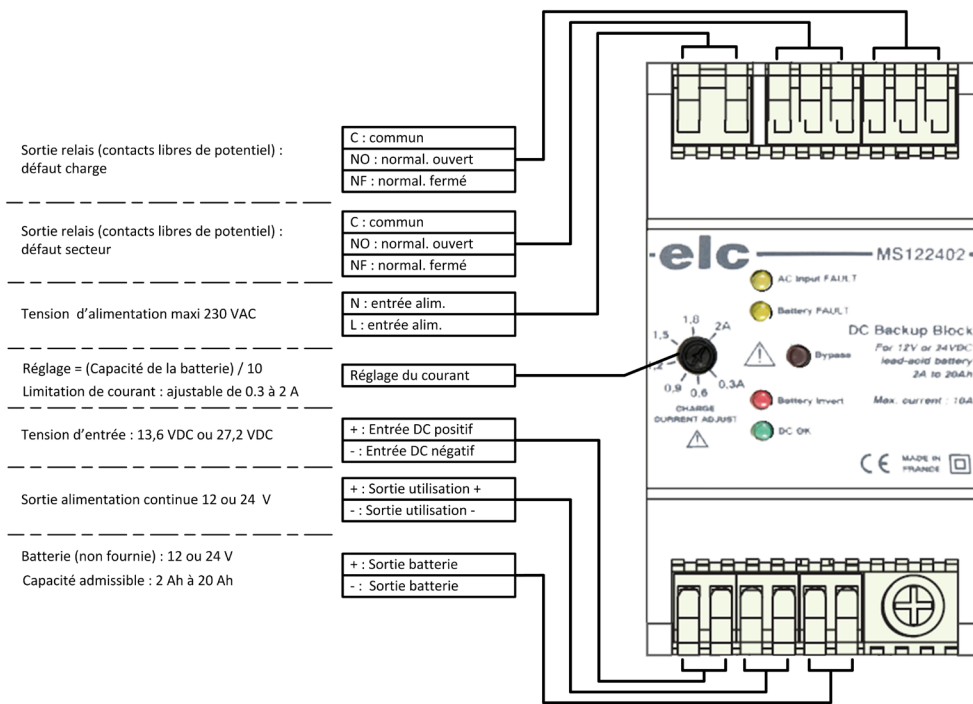 Sortie relais (contacts libres de potentiel) :
défaut charge
C : commun
NO : normal. ouvert
NF : normal. fermé
Sortie relais (contacts libres de potentiel) :
défaut secteur
C : commun
NO : normal. ouvert
NF : normal. fermé
Tension d'alimentation maxi 230 VAC
N : entrée alim.
L : entrée alim.
Réglage = (Capacité de la batterie) / 10
Limitation de courant : ajustable de 0.3 à 2 A
Réglage du courant
Tension d'entrée : 13,6 VDC ou 27,2 VDC
+ : Entrée DC positif
- : Entrée DC négatif
Sortie alimentation continue 12 ou 24 V
+ : Sortie utilisation +
- : Sortie utilisation -
Batterie (non fournie) : 12 ou 24 V
Capacité admissible : 2 Ah à 20 Ah
+ : Sortie batterie
- : Sortie batterie
elc
MS122402
AC Input FAULT
Battery FAULT
DC Backup Block
For 12V or 24VDC
lead-acid battery
2A to 20Ah
Bypass
Battery Invert
Max. current : 10A
DC OK
1,8
2A
1,5
,2
0,9
0,6
0,3A
CHARGE
CURRENT ADJUST
CE
MADE IN
FRANCE